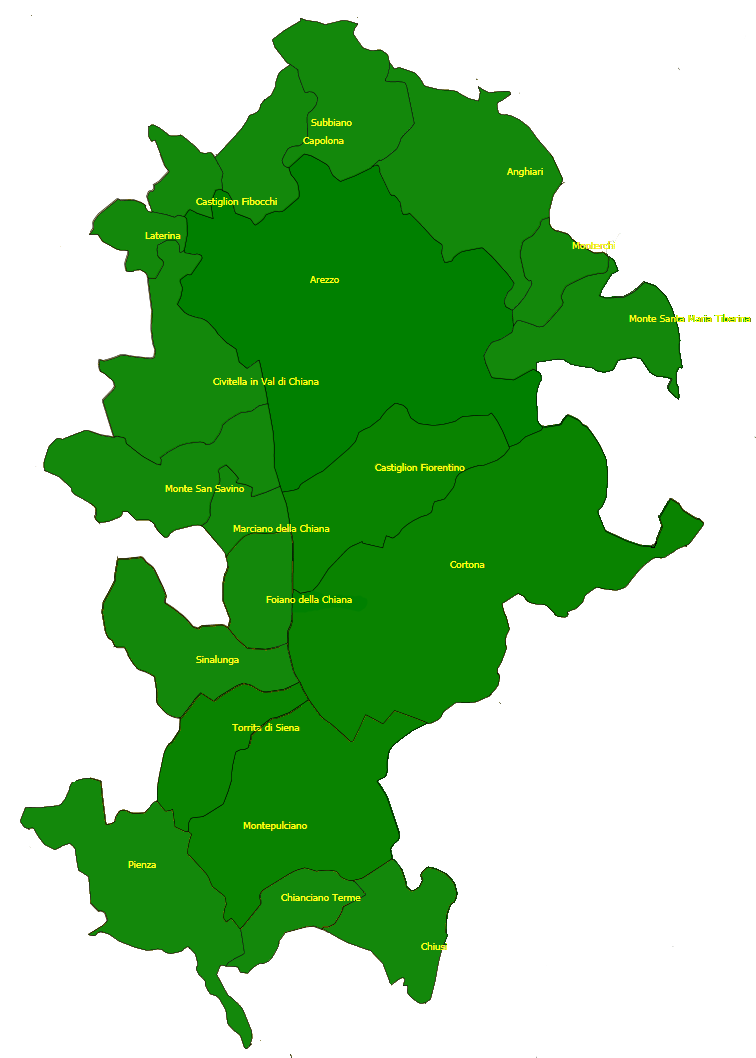 Subbiano
Capolona
Anghiari
Castiglion Fibocchi
Laterina
Monterchi
Arezzo
Monte Santa Maria Tiberina
Civitella in Val di Chiana
Castiglion Fiorentino
Monte San Savino
Marciano della Chiana
Cortona
Foiano della Chiana
Sinalunga
Torrita di Siena
Montepulciano
Pienza
Chianciano Terme
Chiusi